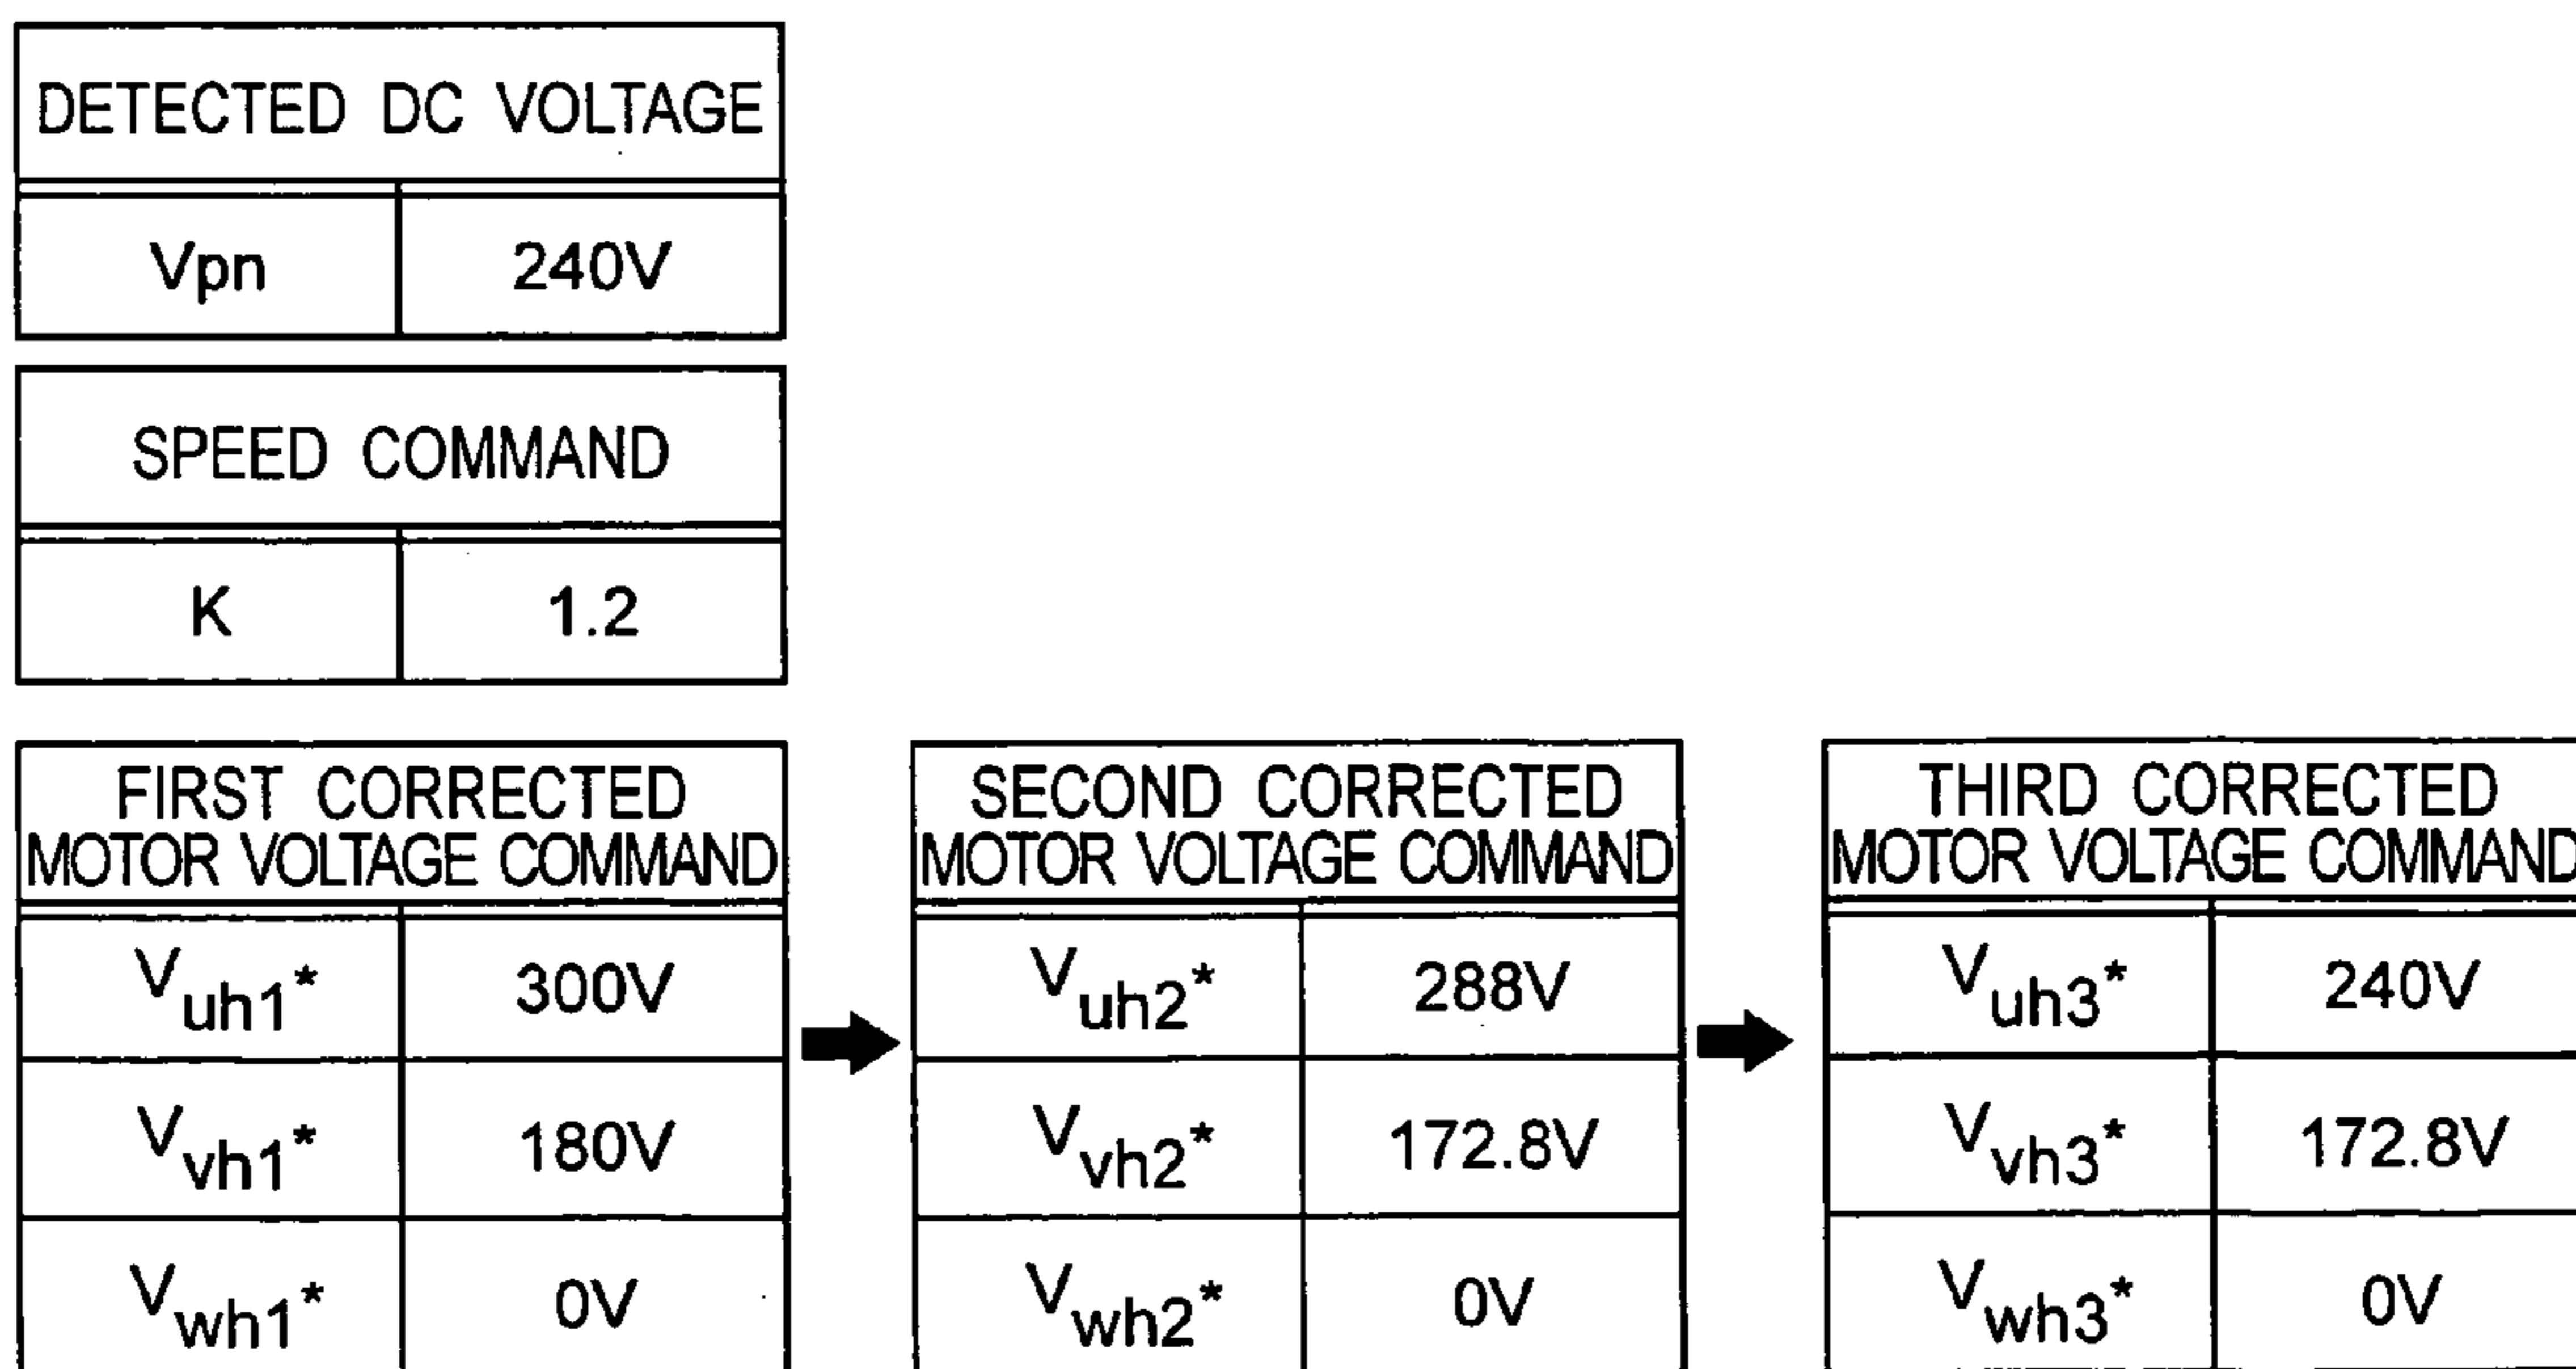 DETECTED DC VOLTAGE
Vpn 240V
SPEED COMMAND
K 1.2
FIRST CORRECTED
MOTOR VOLTAGE COMMAND
Vuh1* 300V
Vvh1* 180V
Vwh1* 0V
SECOND CORRECTED
MOTOR VOLTAGE COMMAND
Vuh2* 288V
Vvh2* 172.8V
Vwh2* 0V
THIRD CORRECTED
MOTOR VOLTAGE COMMAND
Vuh3* 240V
Vvh3* 172.8V
Vwh3* 0V